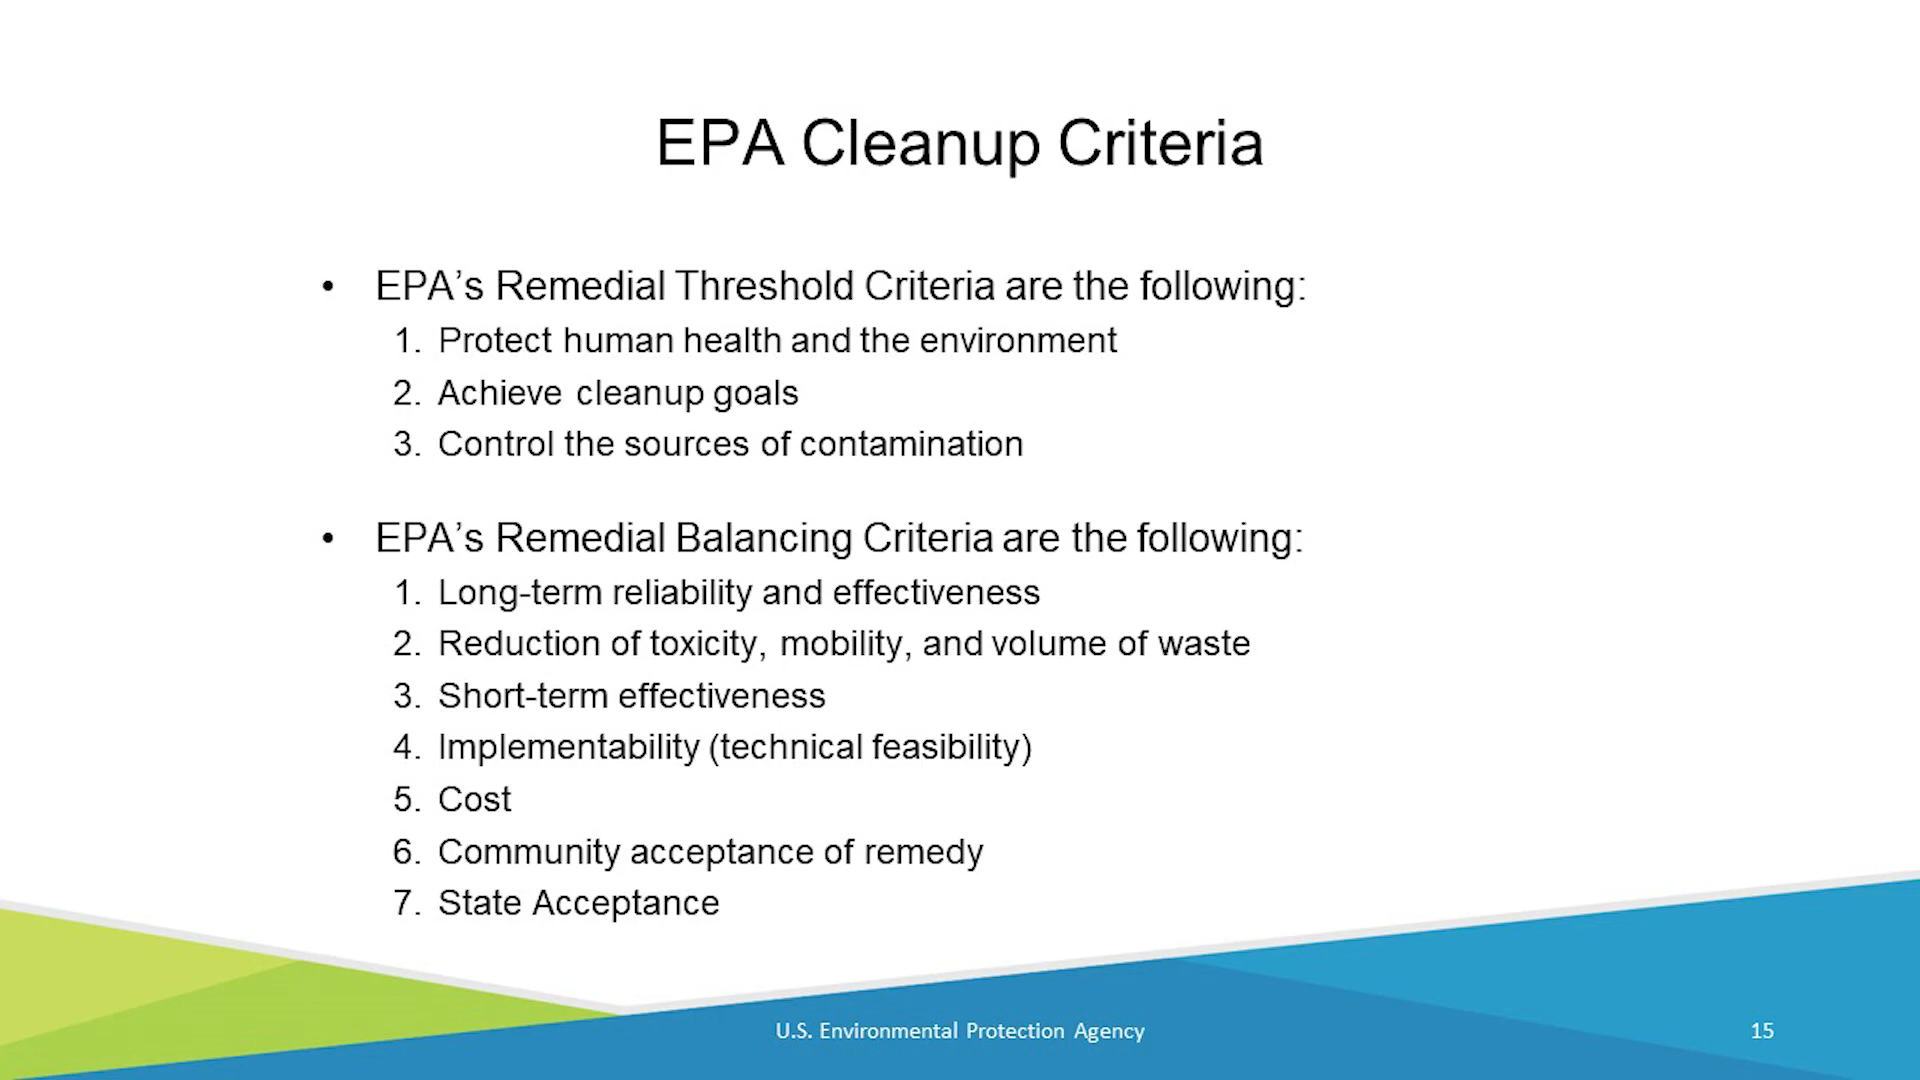 EPA Cleanup Criteria
• EPA’s Remedial Threshold Criteria are the following:
1. Protect human health and the environment
2. Achieve cleanup goals
3. Control the sources of contamination
• EPA’s Remedial Balancing Criteria are the following:
1. Long-term reliability and effectiveness
2. Reduction of toxicity, mobility, and volume of waste
3. Short-term effectiveness
4. Implementability (technical feasibility)
5. Cost
6. Community acceptance of remedy
7. State Acceptance
U.S. Environmental Protection Agency
15